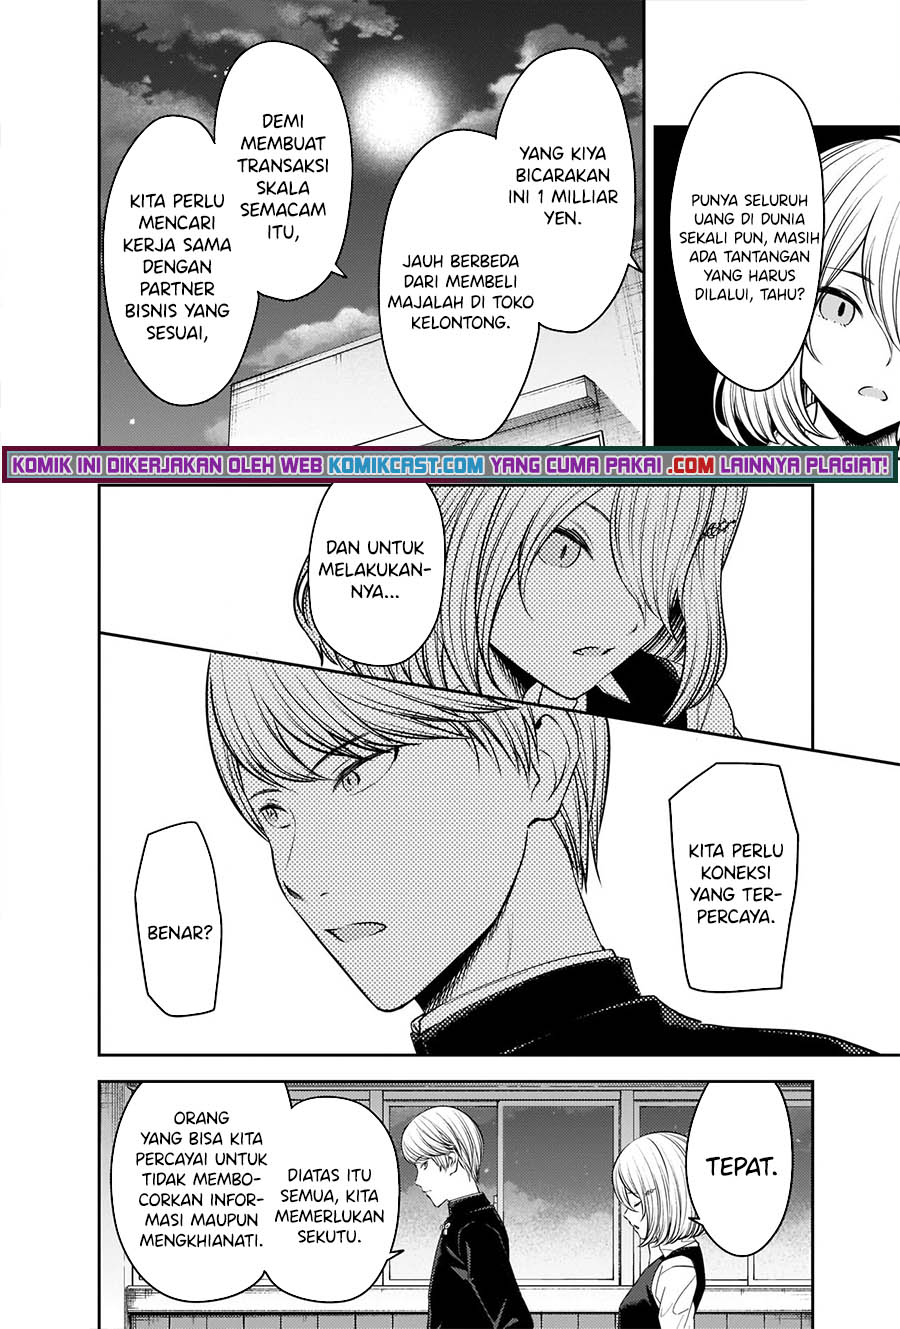 PUNYA SELURUH
UANG DI DUNIA
SEKALI PUN, MASIH
ADA TANTANGAN
YANG HARUS
DILALUI, TAHU?
YANG KIYA
BICARAKAN
INI 1 MILLIAR
YEN.
JAUH BERBEDA
DARI MEMBELI
MAJALAH DI TOKO
KELONTONG.
DEMI
MEMBUAT
TRANSAKSI
SKALA
SEMACAM
ITU,
KITA PERLU
MENCARI
KERJA SAMA
DENGAN
PARTNER
BISNIS YANG
SESUAI,
KOMIK INI DIKERJAKAN OLEH WEB KOMIKCAST.COM YANG CUMA PAKAI .COM LAINNYA PLAGIAT!
DAN UNTUK
MELAKUKAN-
NYA...
KITA PERLU
KONEKSI
YANG TER-
PERCAYA.
BENAR?
TEPAT.
DIATAS ITU
SEMUA, KITA
MEMERLUKAN
SEKUTU.
ORANG
YANG BISA KITA
PERCAYAI UNTUK
TIDAK MEMBO-
CORKAN INFOR-
MASI MAUPUN
MENGKHIANATI.